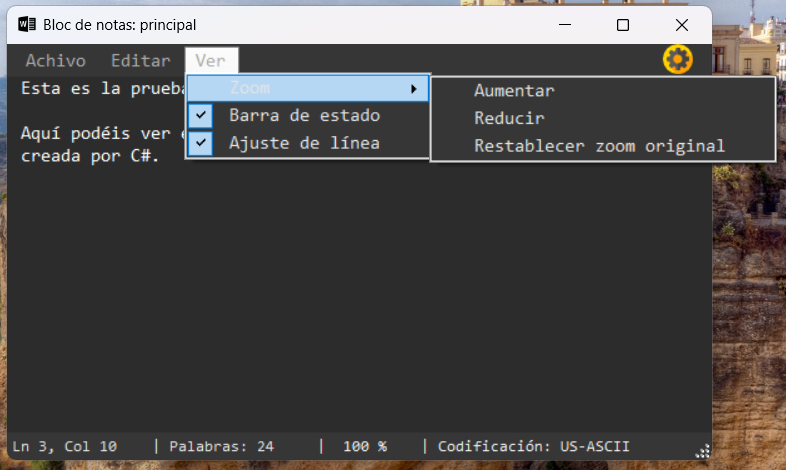 Bloc de notas: principal
Achivo Editar Ver
Esta es la prueb
Zoom
Aumentar
Barra de estado
Reducir
Aquí podéis ver
Ajuste de línea
Restablecer zoom original
creada por C#.
Ln 3, Col 10 | Palabras: 24 | 100 % | Codificación: US-ASCII